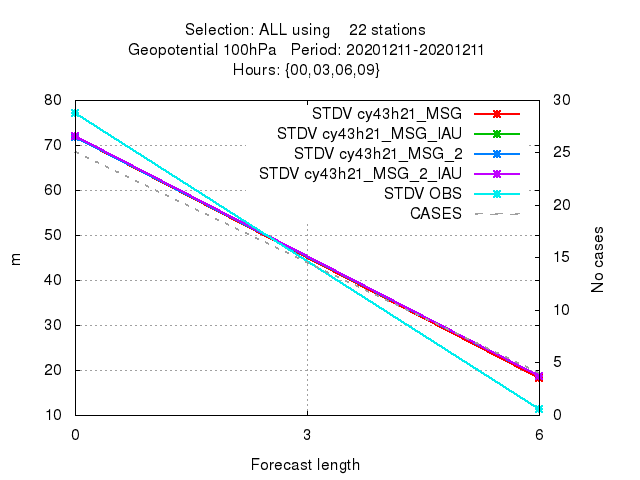 Selection: ALL using 22 stations
Geopotential 100hPa Period: 20201211-20201211
Hours: {00,03,06,09}
STDV cy43h21_MSG
STDV cy43h21_MSG_IAU
STDV cy43h21_MSG_2
STDV cy43h21_MSG_2_IAU
STDV OBS
CASES
80
70
60
50
40
30
20
10
m
30
25
20
15
10
5
0
No cases
0
3
6
Forecast length